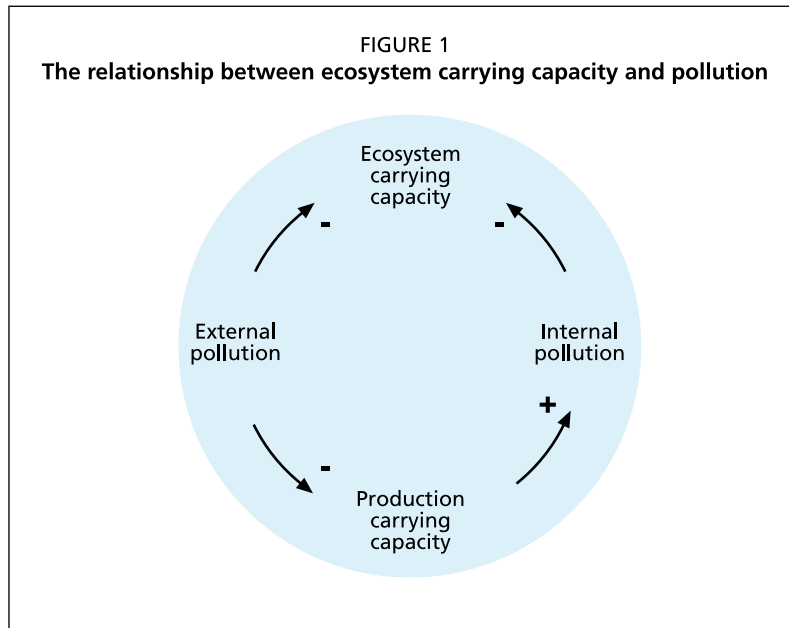 FIGURE 1
The relationship between ecosystem carrying capacity and pollution
Ecosystem
carrying
capacity
-
-
External
pollution
Internal
pollution
+
-
Production
carrying
capacity